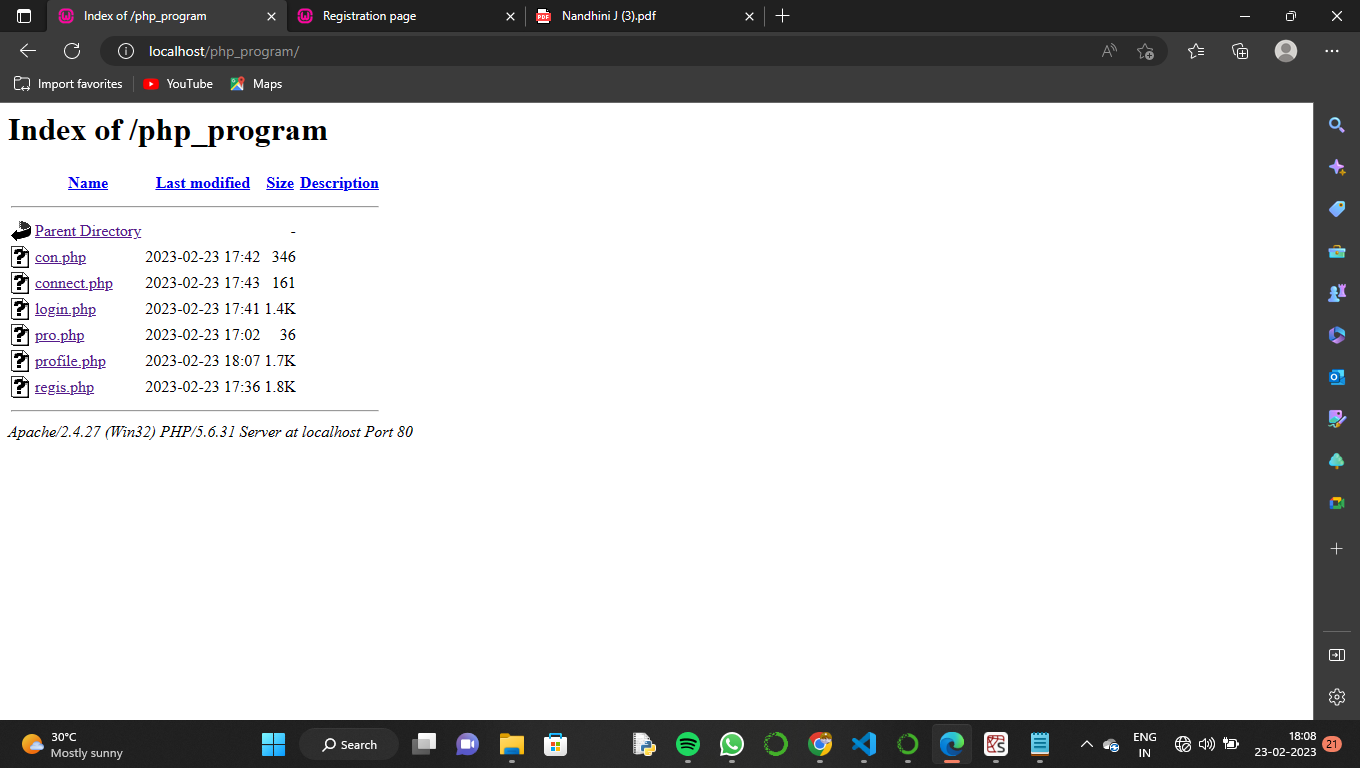 Index of /php_program
Registration page
Nandhini J (3).pdf
localhost/php_program/
Import favorites
YouTube
Maps
Index of /php_program
Name Last modified Size Description
Parent Directory -
con.php 2023-02-23 17:42 346
connect.php 2023-02-23 17:43 161
login.php 2023-02-23 17:41 1.4K
pro.php 2023-02-23 17:02 36
profile.php 2023-02-23 18:07 1.7K
regis.php 2023-02-23 17:36 1.8K
Apache/2.4.27 (Win32) PHP/5.6.31 Server at localhost Port 80
30°C
Mostly sunny
Search
ENG
IN
18:08
23-02-2023
21